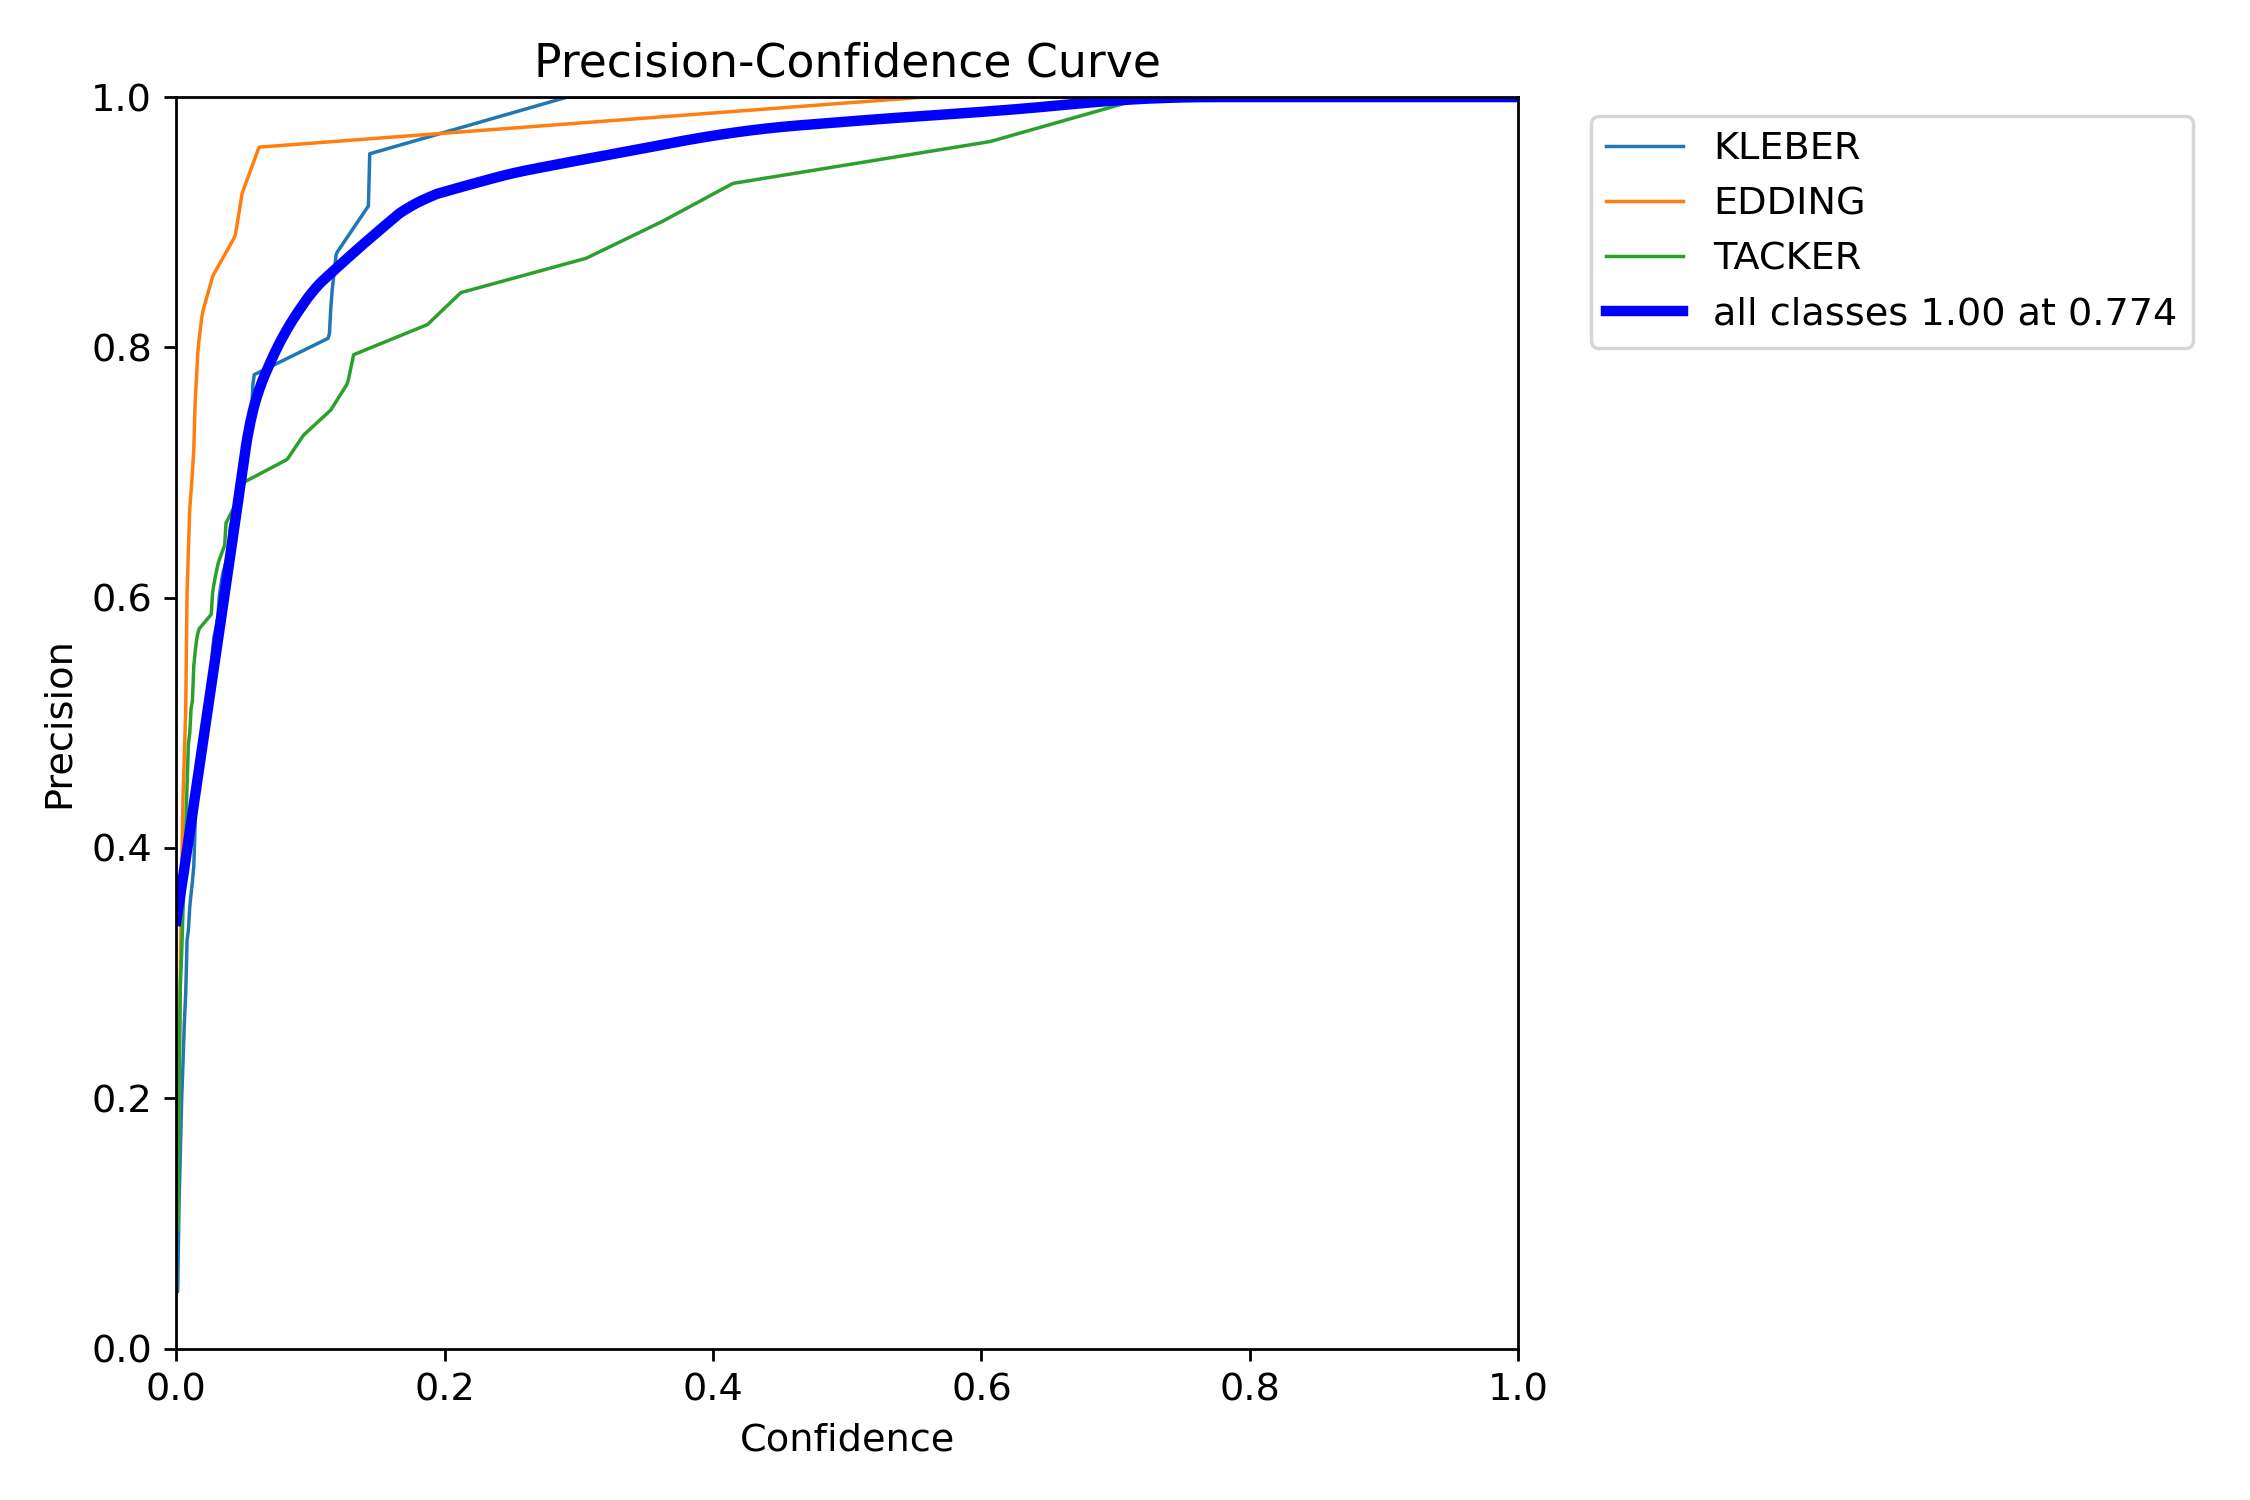 Precision-Confidence Curve
1.0
0.8
0.6
0.4
0.2
0.0
Precision
0.0 0.2 0.4 0.6 0.8 1.0
Confidence
KLEBER
EDDING
TACKER
all classes 1.00 at 0.774